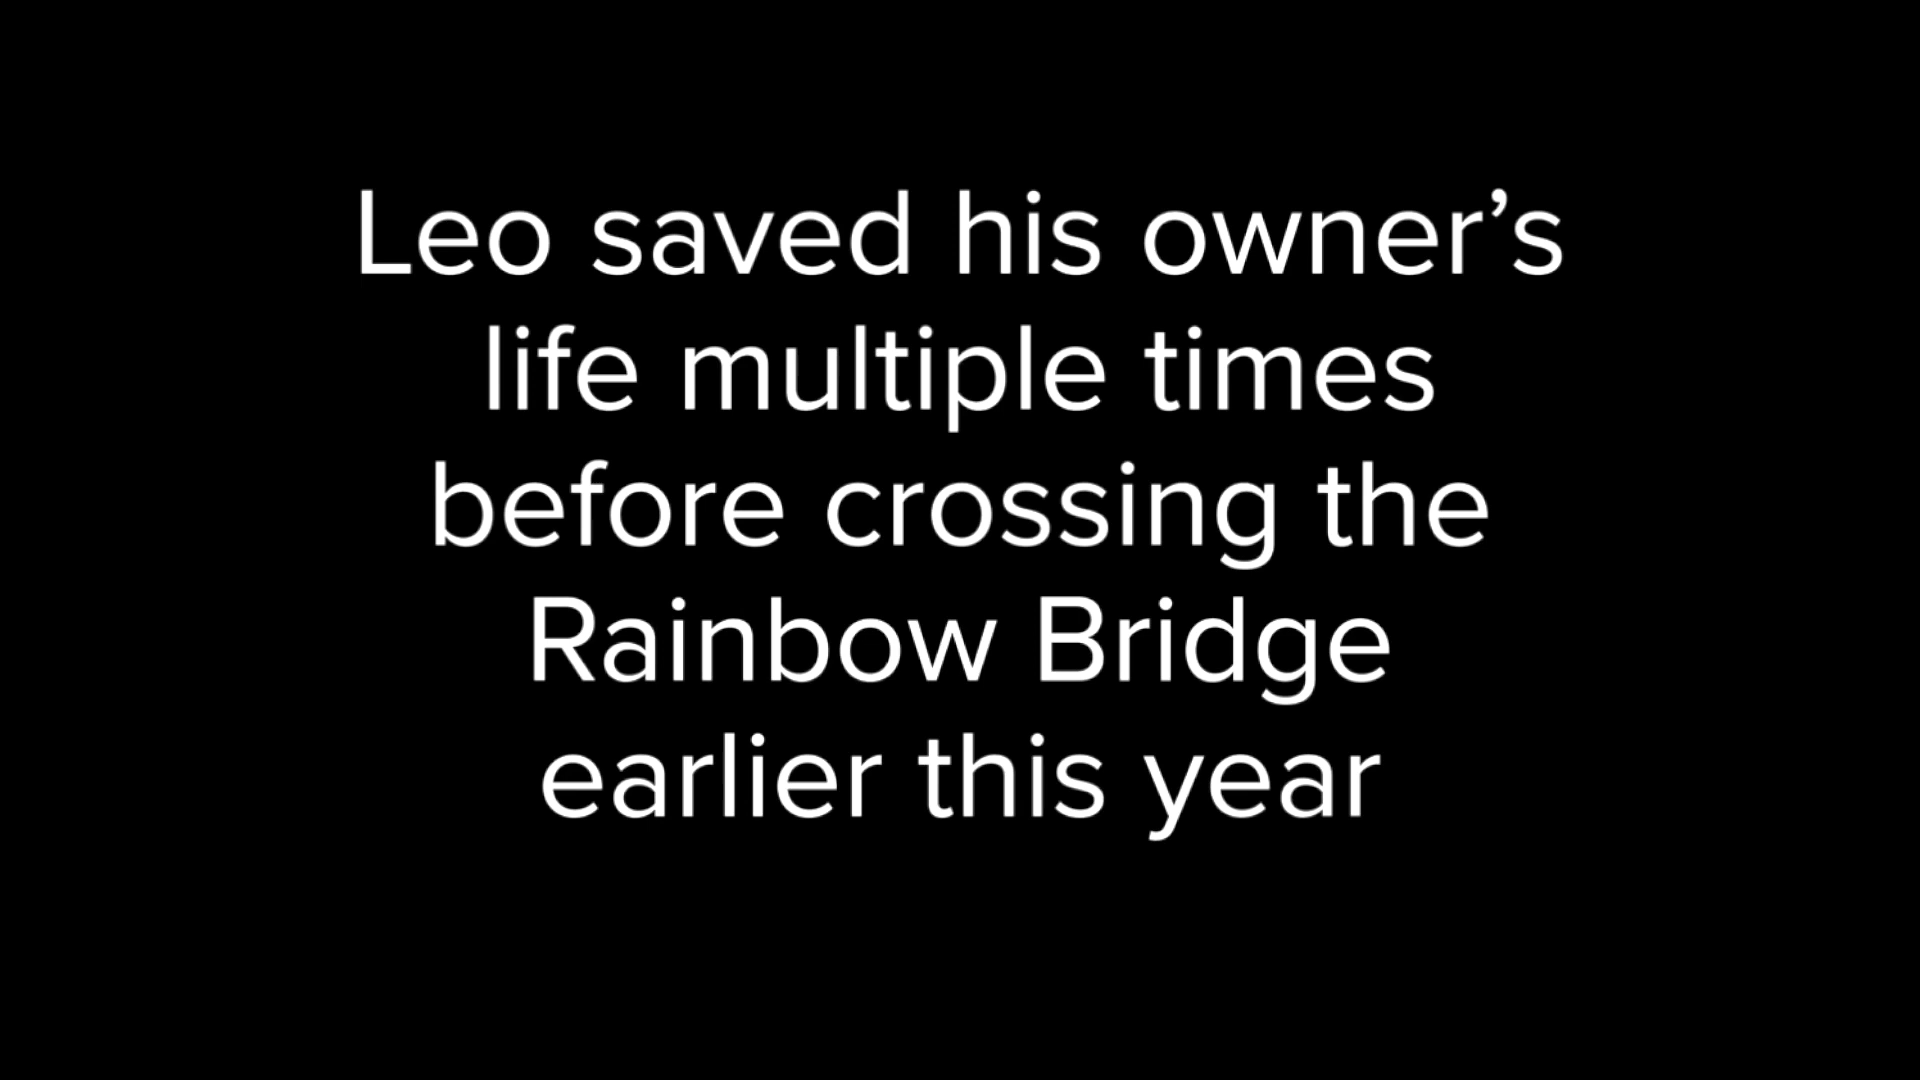 Leo saved his owner’s
life multiple times
before crossing the
Rainbow Bridge
earlier this year